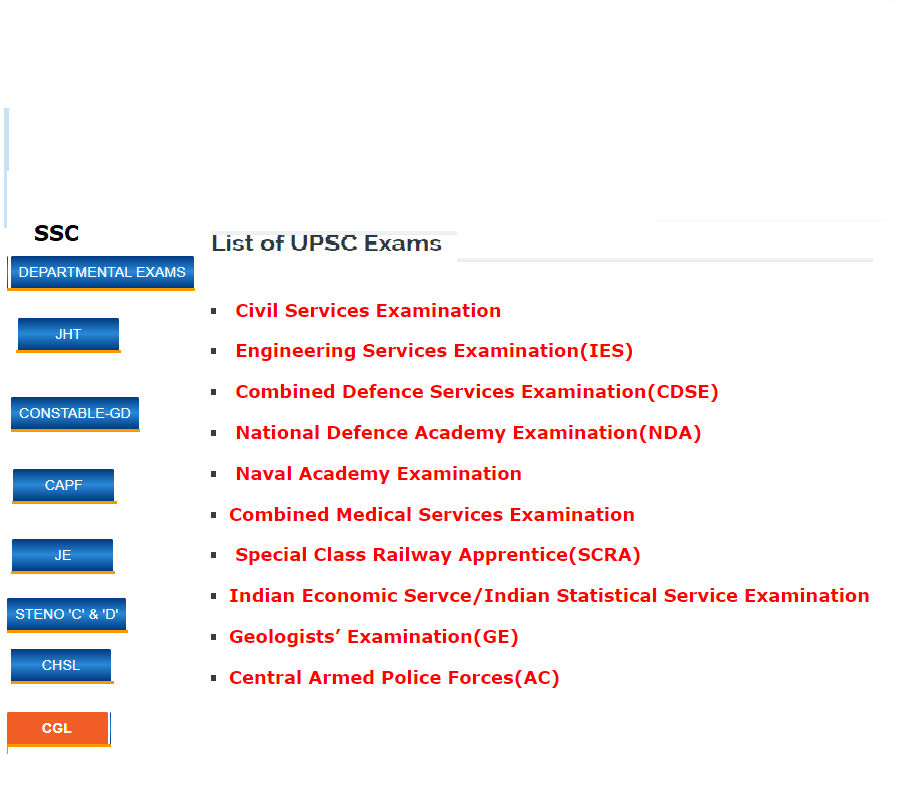 SSC
DEPARTMENTAL EXAMS
JHT
CONSTABLE-GD
CAPF
JE
STENO 'C' & 'D'
CHSL
CGL
List of UPSC Exams
Civil Services Examination
Engineering Services Examination(IES)
Combined Defence Services Examination(CDSE)
National Defence Academy Examination(NDA)
Naval Academy Examination
Combined Medical Services Examination
Special Class Railway Apprentice(SCRA)
Indian Economic Servce/Indian Statistical Service Examination
Geologists’ Examination(GE)
Central Armed Police Forces(AC)